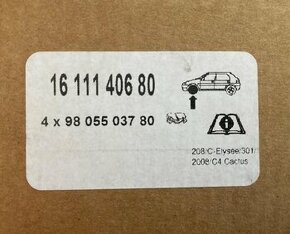 16 111 406 80
4 x 98 055 037 80
208/C-Elysee/301/
2008/C4 Cactus